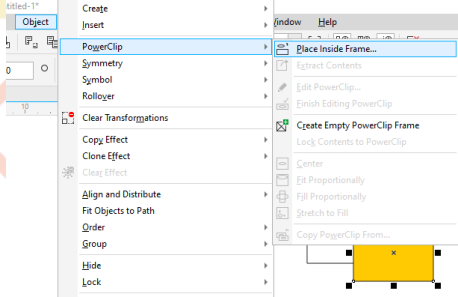 titled-1*
Object
Window Help
0
10
Create
Insert
PowerClip
Symmetry
Symbol
Rollover
Clear Transformations
Copy Effect
Clone Effect
Clear Effect
Align and Distribute
Fit Objects to Path
Order
Group
Hide
Lock
Place Inside Frame...
Extract Contents
Edit PowerClip...
Finish Editing PowerClip
Create Empty PowerClip Frame
Lock Contents to PowerClip
Center
Fit Proportionally
Fill Proportionally
Stretch to Fill
Copy PowerClip From...